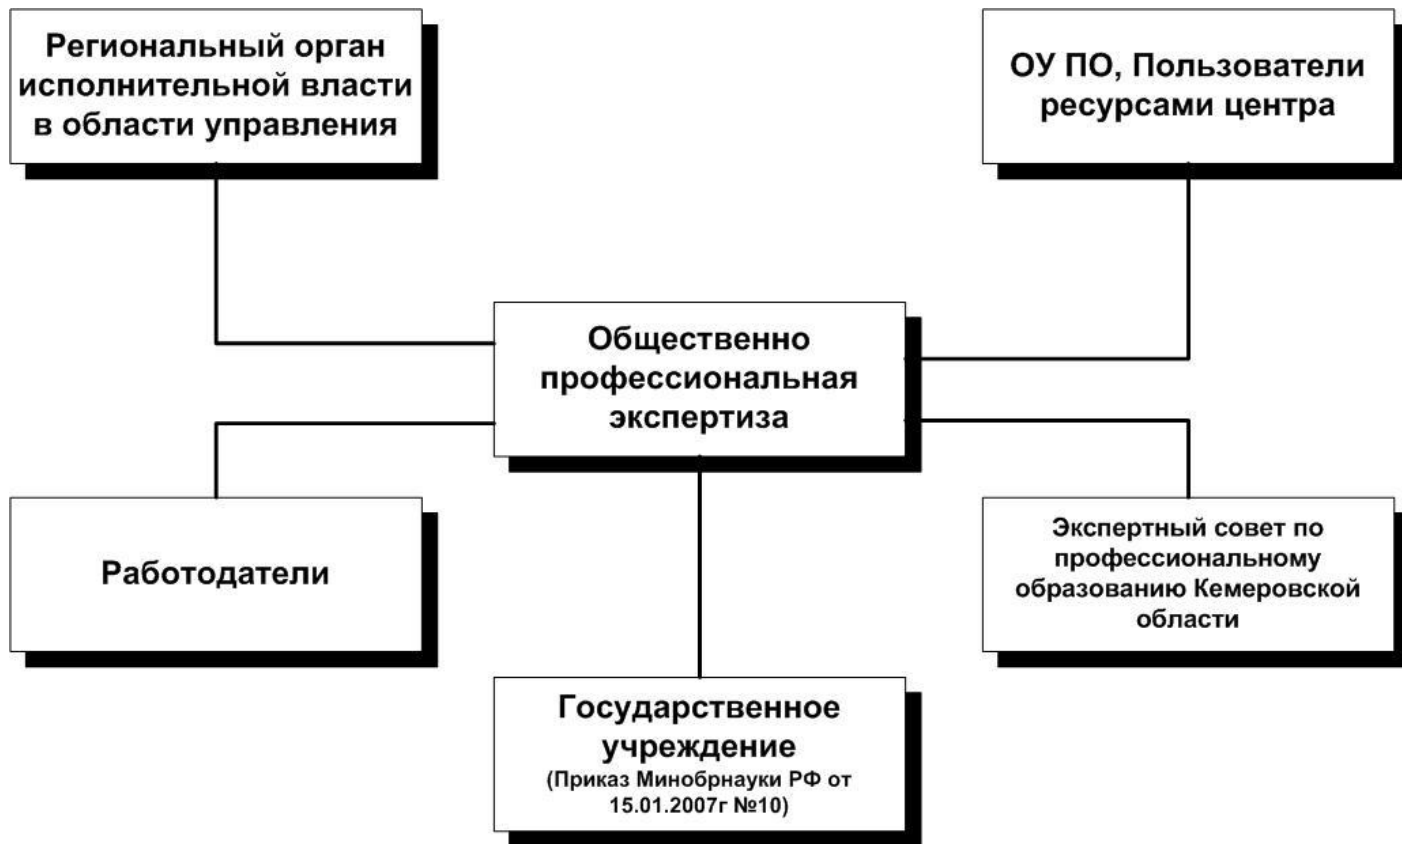 Региональный орган
исполнительной власти
в области управления
ОУ ПО, Пользователи
ресурсами центра
Общественно
профессиональная
экспертиза
Работодатели
Экспертный совет по
профессиональному
образованию Кемеровской
области
Государственное
учреждение
(Приказ Минобрнауки РФ от
15.01.2007г №10)